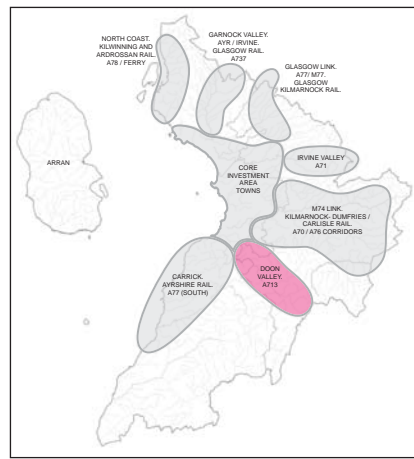 NORTH COAST.
KILWINNING AND
ARDROSSAN RAIL.
A78 / FERRY
GARNOCK VALLEY.
AYR / IRVINE.
GLASGOW RAIL.
A737
GLASGOW LINK.
A77/ M77.
GLASGOW
KILMARNOCK RAIL.
ARRAN
CORE
INVESTMENT
AREA
TOWNS
IRVINE VALLEY
A71
M74 LINK.
KILMARNOCK- DUMFRIES /
CARLISLE RAIL.
A70 / A76 CORRIDORS
CARRICK.
AYRSHIRE RAIL.
A77 (SOUTH)
DOON
VALLEY.
A713